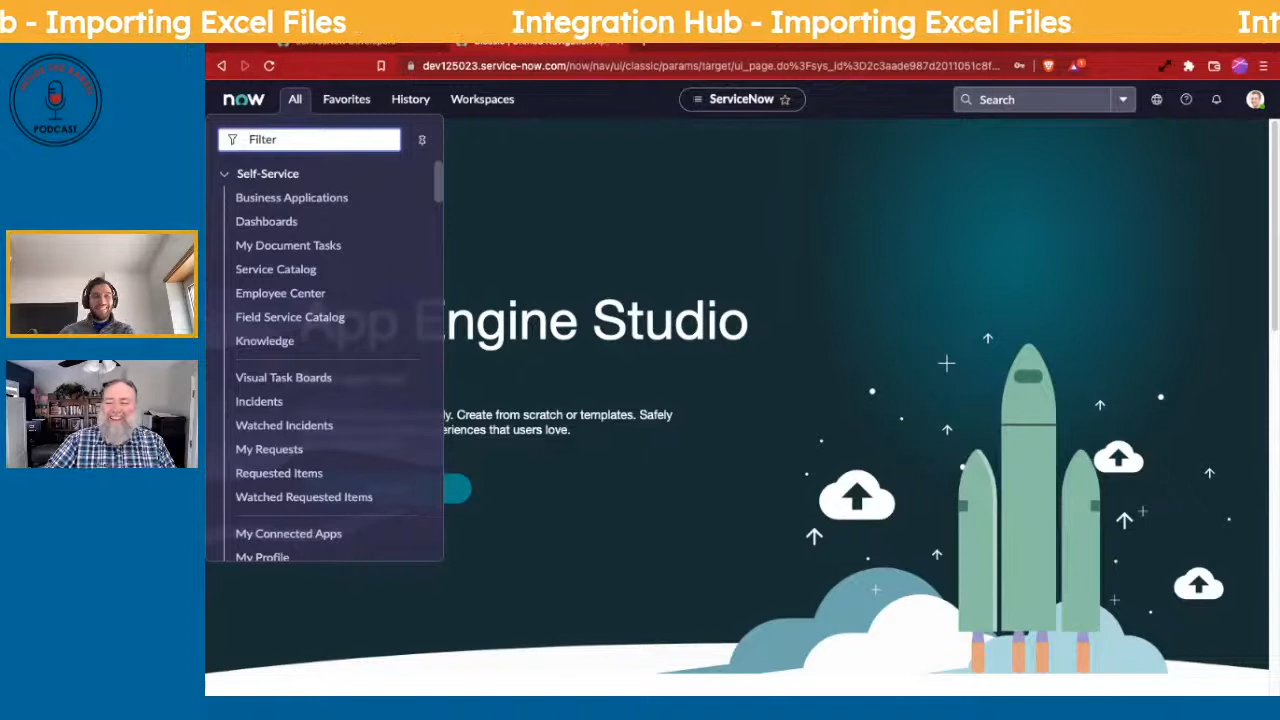 b - Importing Excel Files
Integration Hub - Importing Excel Files
Int
PODCAST
dev125023.service-now.com/now/nav/ui/classic/params/target/ui_page.do%3Fsys_id%3D2c3aade987d2011051c8f...
now
All
Favorites
History
Workspaces
ServiceNow
Search
Filter
Self-Service
Business Applications
Dashboards
My Document Tasks
Service Catalog
Employee Center
Field Service Catalog
Knowledge
Visual Task Boards
Incidents
Watched Incidents
My Requests
Requested Items
Watched Requested Items
My Connected Apps
My Profile
App Engine Studio
ly. Create from scratch or templates. Safely
eriences that users love.